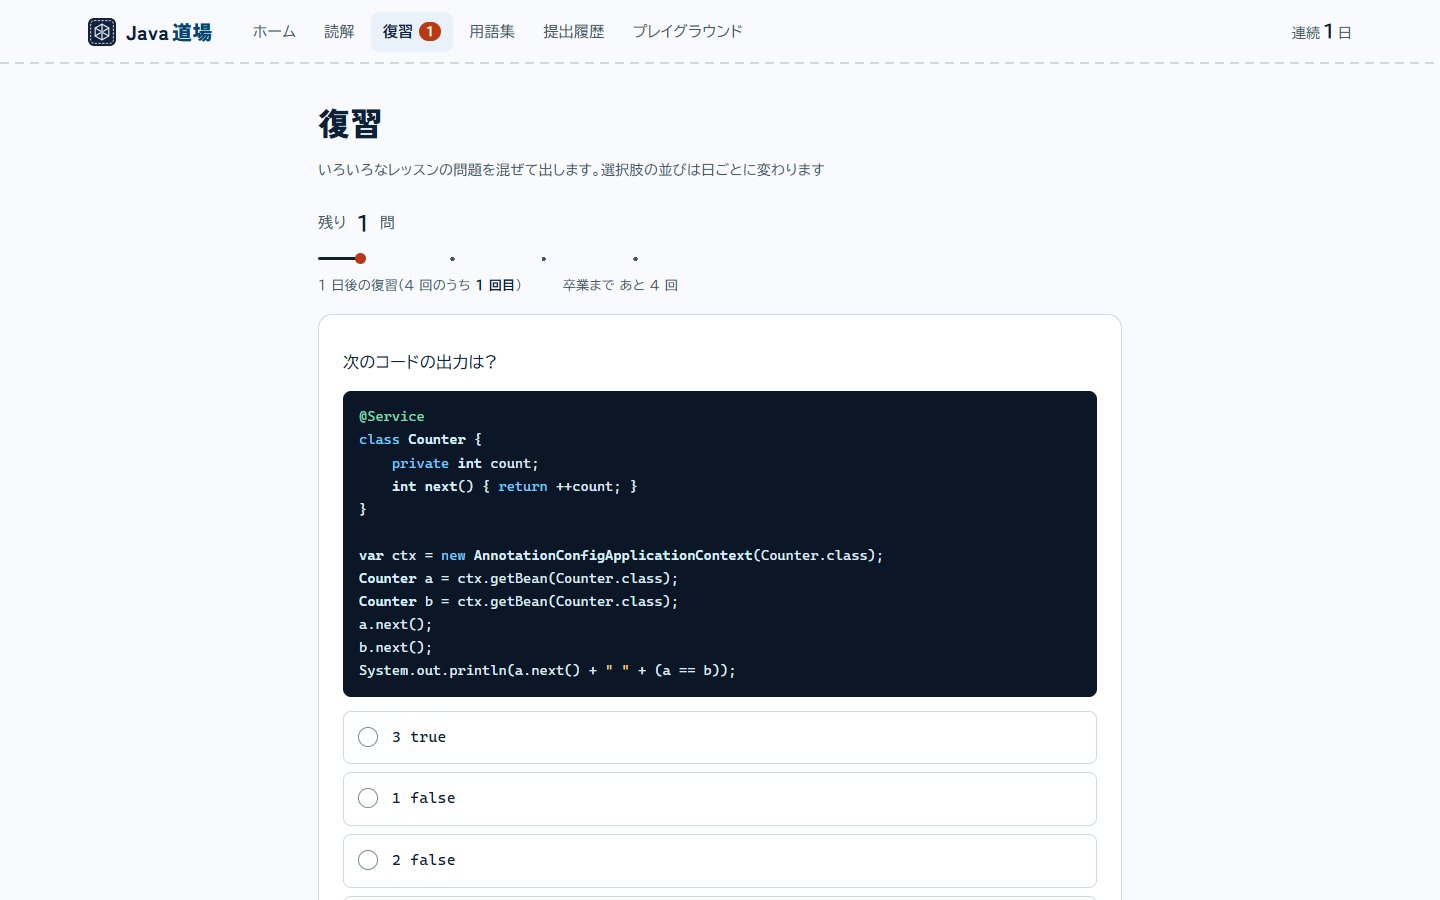 Java 道場 ホーム 読解 復習 1 用語集 提出履歴 プレイグラウンド 連続 1 日
復習
いろいろなレッスンの問題を混ぜて出します。選択肢の並びは日ごとに変わります
残り 1 問
1 日後の復習(4 回のうち 1 回目) 卒業まで あと 4 回
次のコードの出力は?
@Service
class Counter {
    private int count;
    int next() { return ++count; }
}

var ctx = new AnnotationConfigApplicationContext(Counter.class);
Counter a = ctx.getBean(Counter.class);
Counter b = ctx.getBean(Counter.class);
a.next();
b.next();
System.out.println(a.next() + " " + (a == b));
3 true
1 false
2 false